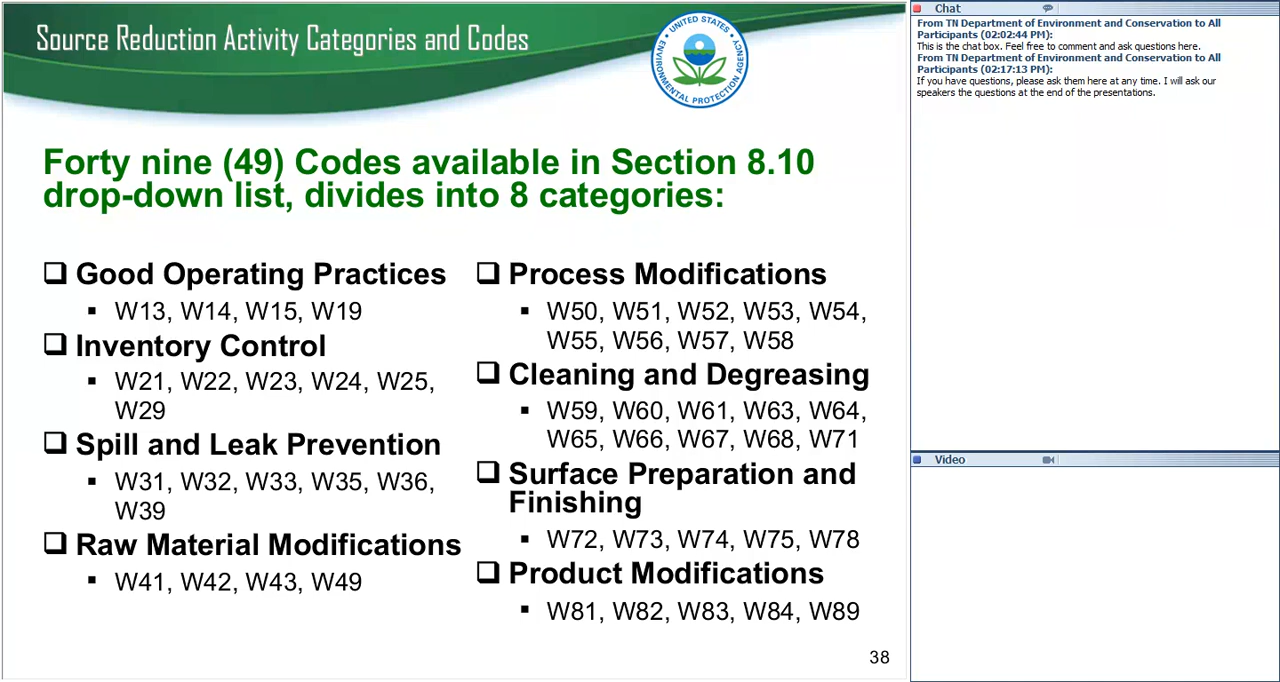 Source Reduction Activity Categories and Codes
UNITED STATES
ENVIRONMENTAL PROTECTION AGENCY
Forty nine (49) Codes available in Section 8.10
drop-down list, divides into 8 categories:
Good Operating Practices
W13, W14, W15, W19
Inventory Control
W21, W22, W23, W24, W25,
W29
Spill and Leak Prevention
W31, W32, W33, W35, W36,
W39
Raw Material Modifications
W41, W42, W43, W49
Process Modifications
W50, W51, W52, W53, W54,
W55, W56, W57, W58
Cleaning and Degreasing
W59, W60, W61, W63, W64,
W65, W66, W67, W68, W71
Surface Preparation and
Finishing
W72, W73, W74, W75, W78
Product Modifications
W81, W82, W83, W84, W89
38
Chat
From TN Department of Environment and Conservation to All
Participants (02:02:44 PM):
This is the chat box. Feel free to comment and ask questions here.
From TN Department of Environment and Conservation to All
Participants (02:17:13 PM):
If you have questions, please ask them here at any time. I will ask our
speakers the questions at the end of the presentations.
Video